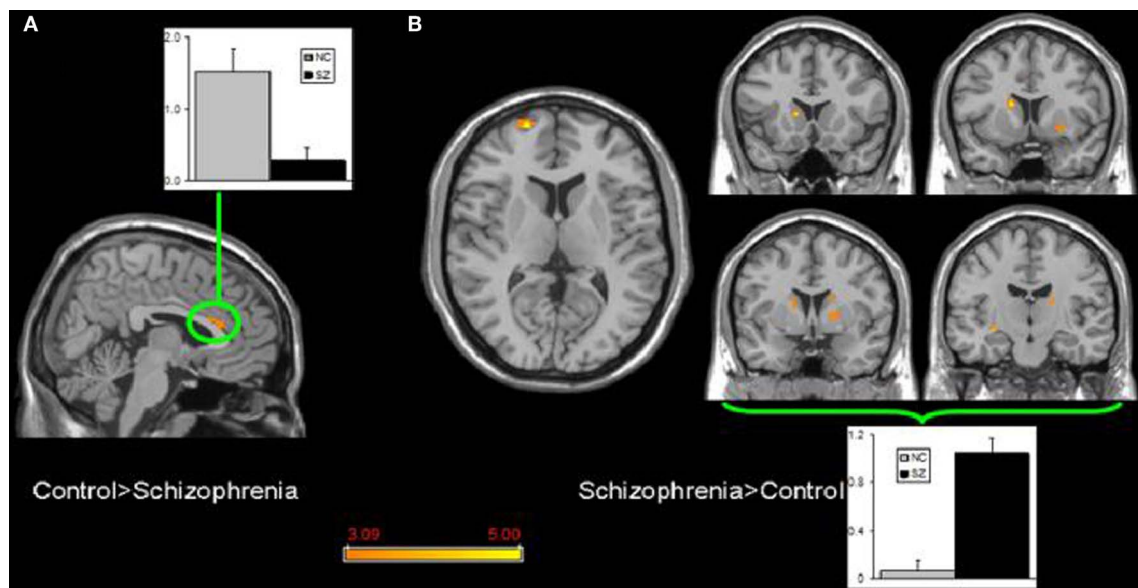 A
B
2.0
1.0
0.0
NC
SZ
Control>Schizophrenia
Schizophrenia>Control
3.09 5.00
1.2
0.8
0.4
0
NC
SZ